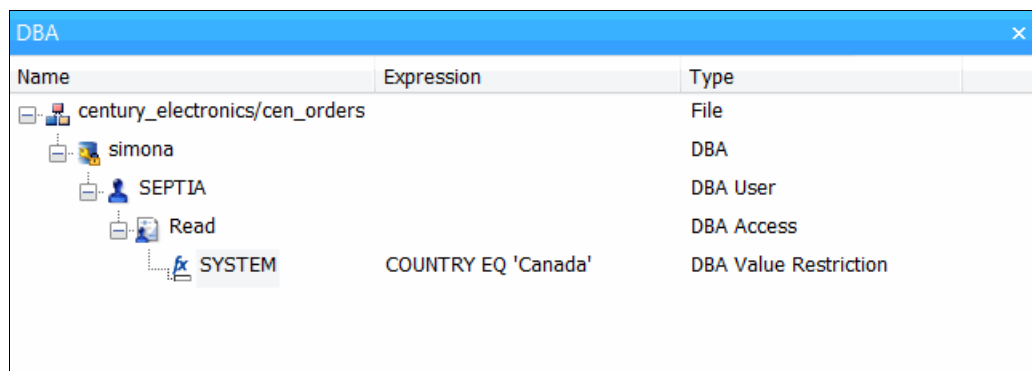 DBA
Name Expression Type
century_electronics/cen_orders File
simona DBA
SEPTIA DBA User
Read DBA Access
fx SYSTEM COUNTRY EQ 'Canada' DBA Value Restriction